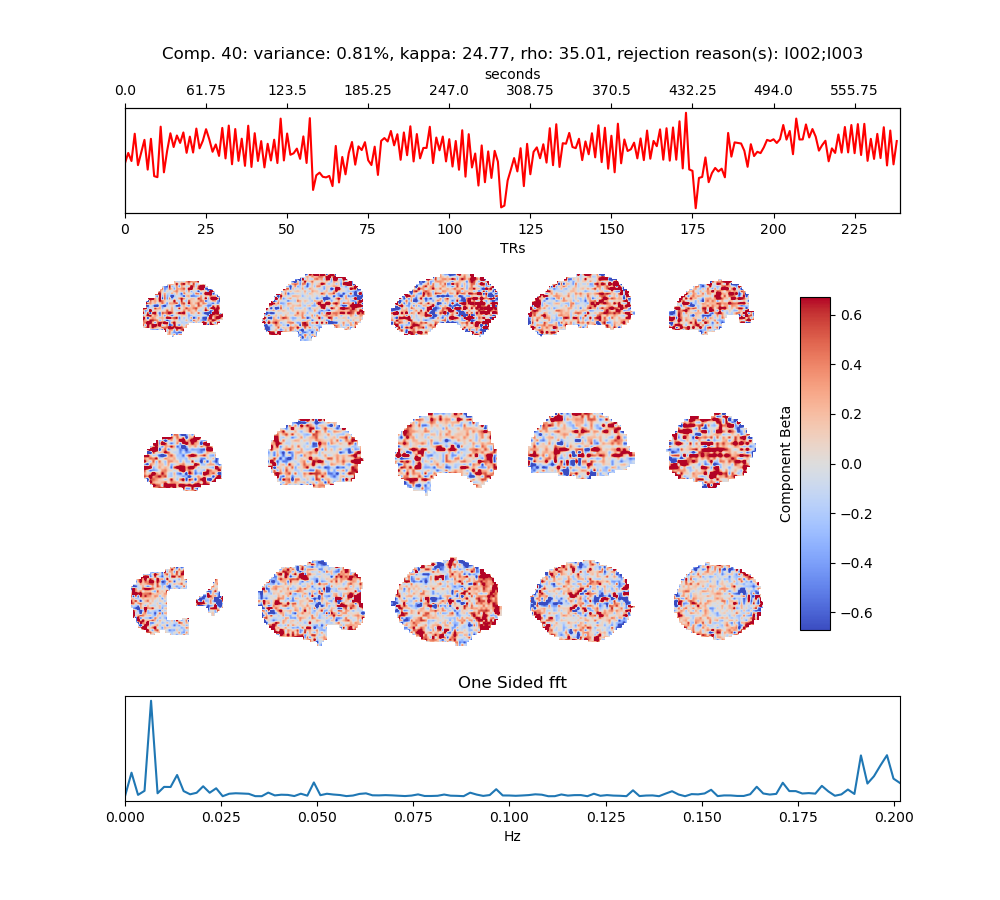 Comp. 40: variance: 0.81%, kappa: 24.77, rho: 35.01, rejection reason(s): I002;I003
seconds
0.0 61.75 123.5 185.25 247.0 308.75 370.5 432.25 494.0 555.75
0 25 50 75 100 125 150 175 200 225
TRs
0.6
0.4
0.2
0.0
−0.2
−0.4
−0.6
Component Beta
One Sided fft
0.000 0.025 0.050 0.075 0.100 0.125 0.150 0.175 0.200
Hz